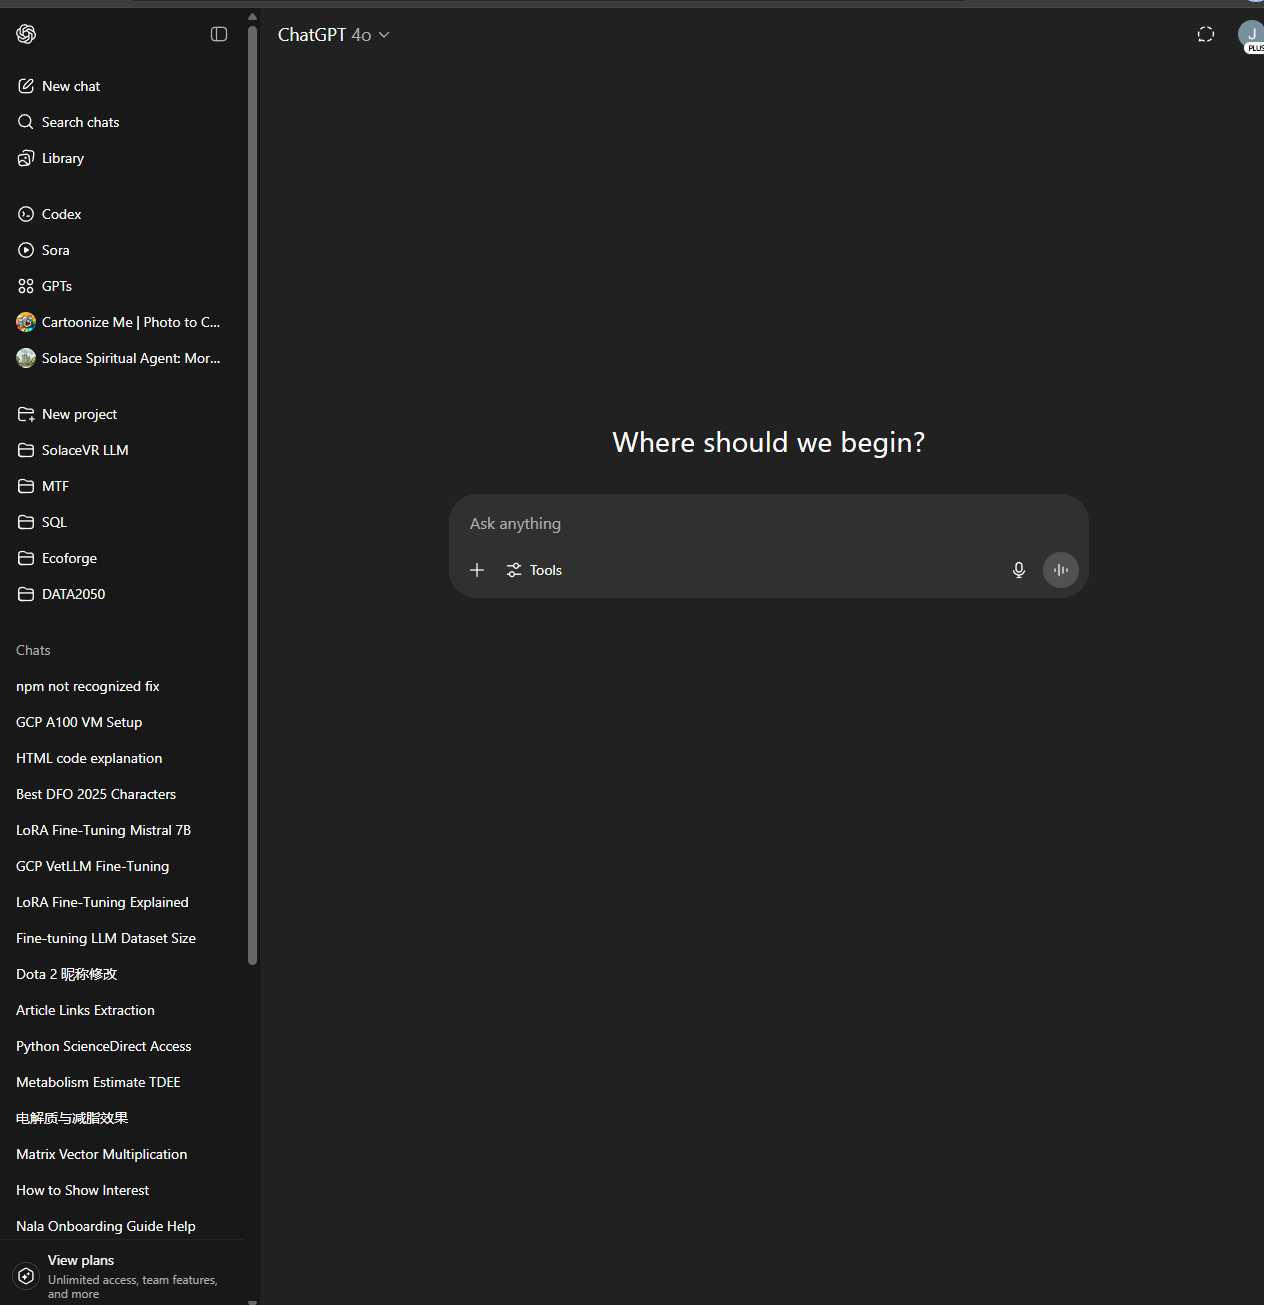 ChatGPT 4o
J
PLUS
New chat
Search chats
Library
Codex
Sora
GPTs
Cartoonize Me | Photo to C...
Solace Spiritual Agent: Mor...
New project
SolaceVR LLM
MTF
SQL
Ecoforge
DATA2050
Chats
npm not recognized fix
GCP A100 VM Setup
HTML code explanation
Best DFO 2025 Characters
LoRA Fine-Tuning Mistral 7B
GCP VetLLM Fine-Tuning
LoRA Fine-Tuning Explained
Fine-tuning LLM Dataset Size
Dota 2 昵称修改
Article Links Extraction
Python ScienceDirect Access
Metabolism Estimate TDEE
电解质与减脂效果
Matrix Vector Multiplication
How to Show Interest
Nala Onboarding Guide Help
View plans
Unlimited access, team features,
and more
Where should we begin?
Ask anything
Tools